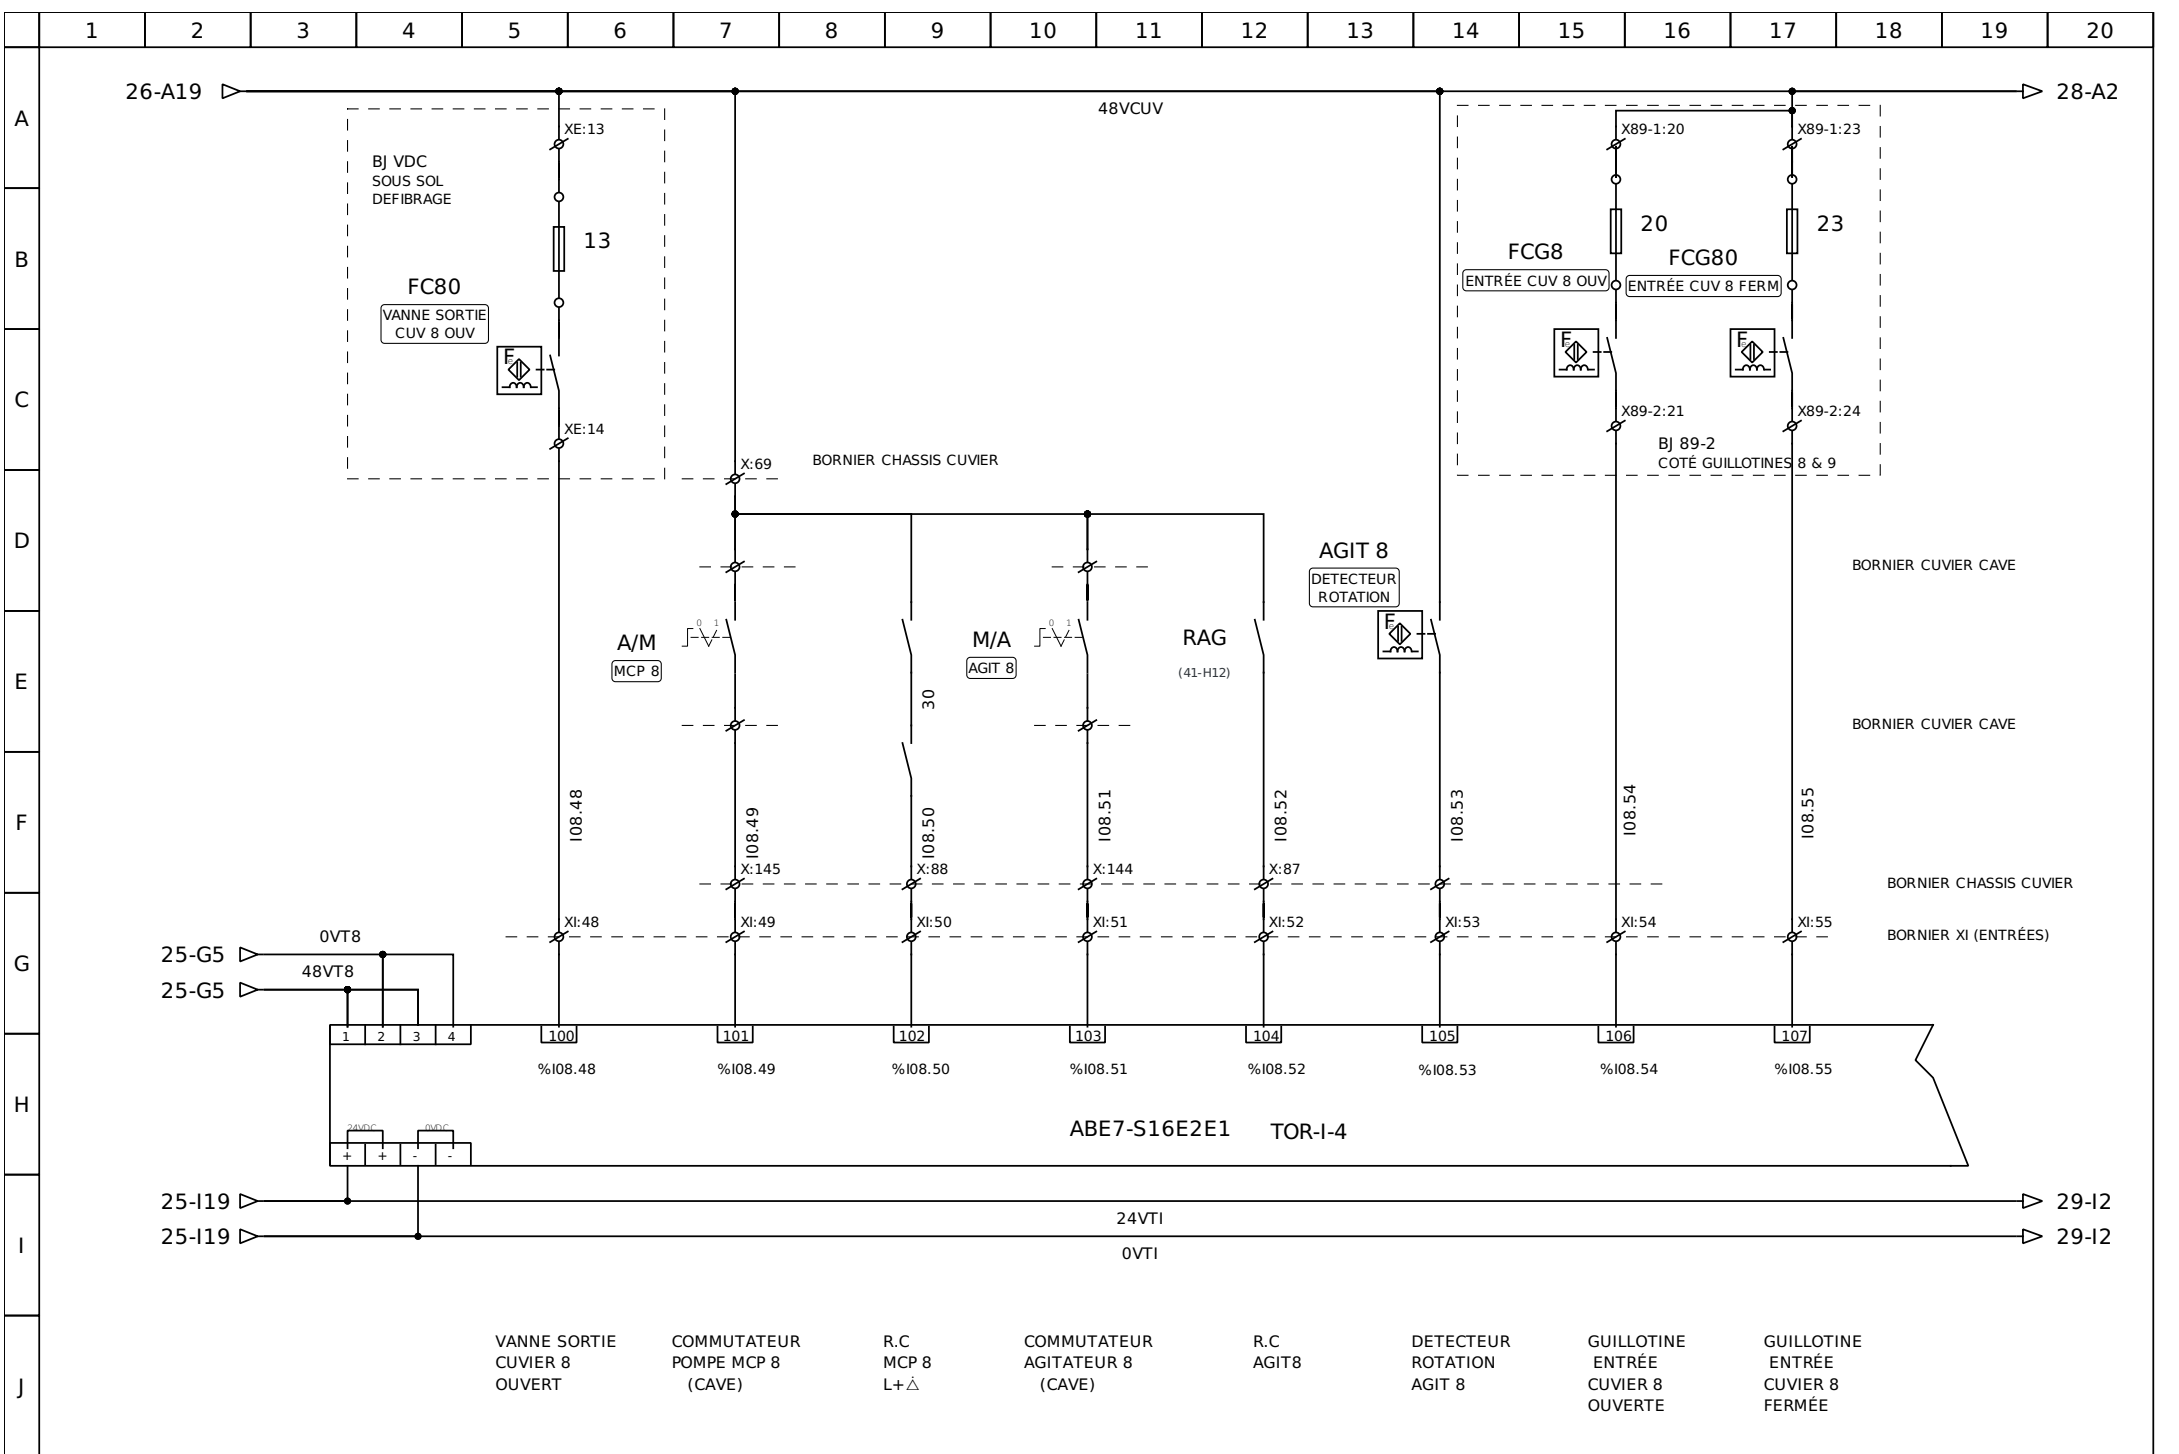 1 2 3 4 5 6 7 8 9 10 11 12 13 14 15 16 17 18 19 20
A
B
C
D
E
F
G
H
I
J
26-A19
48VCUV
28-A2
XE:13
BJ VDC
SOUS SOL
DEFIBRAGE
13
FC80
VANNE SORTIE
CUV 8 OUV
XE:14
X89-1:20
X89-1:23
20
23
FCG8
ENTRÉE CUV 8 OUV
FCG80
ENTRÉE CUV 8 FERM
X89-2:21
X89-2:24
BJ 89-2
COTÉ GUILLOTINES 8 & 9
X:69
BORNIER CHASSIS CUVIER
AGIT 8
DETECTEUR
ROTATION
BORNIER CUVIER CAVE
A/M
MCP 8
0 1
M/A
AGIT 8
0 1
RAG
(41-H12)
30
BORNIER CUVIER CAVE
I08.48
I08.49
I08.50
I08.51
I08.52
I08.53
I08.54
I08.55
X:145
X:88
X:144
X:87
BORNIER CHASSIS CUVIER
XI:48
XI:49
XI:50
XI:51
XI:52
XI:53
XI:54
XI:55
BORNIER XI (ENTRÉES)
25-G5
0VT8
25-G5
48VT8
1 2 3 4
100 101 102 103 104 105 106 107
%I08.48 %I08.49 %I08.50 %I08.51 %I08.52 %I08.53 %I08.54 %I08.55
ABE7-S16E2E1 TOR-I-4
24VDC 0VDC
+ + - -
25-I19
24VTI
29-I2
25-I19
0VTI
29-I2
VANNE SORTIE
CUVIER 8
OUVERT
COMMUTATEUR
POMPE MCP 8
(CAVE)
R.C
MCP 8
L+
COMMUTATEUR
AGITATEUR 8
(CAVE)
R.C
AGIT8
DETECTEUR
ROTATION
AGIT 8
GUILLOTINE
ENTRÉE
CUVIER 8
OUVERTE
GUILLOTINE
ENTRÉE
CUVIER 8
FERMÉE